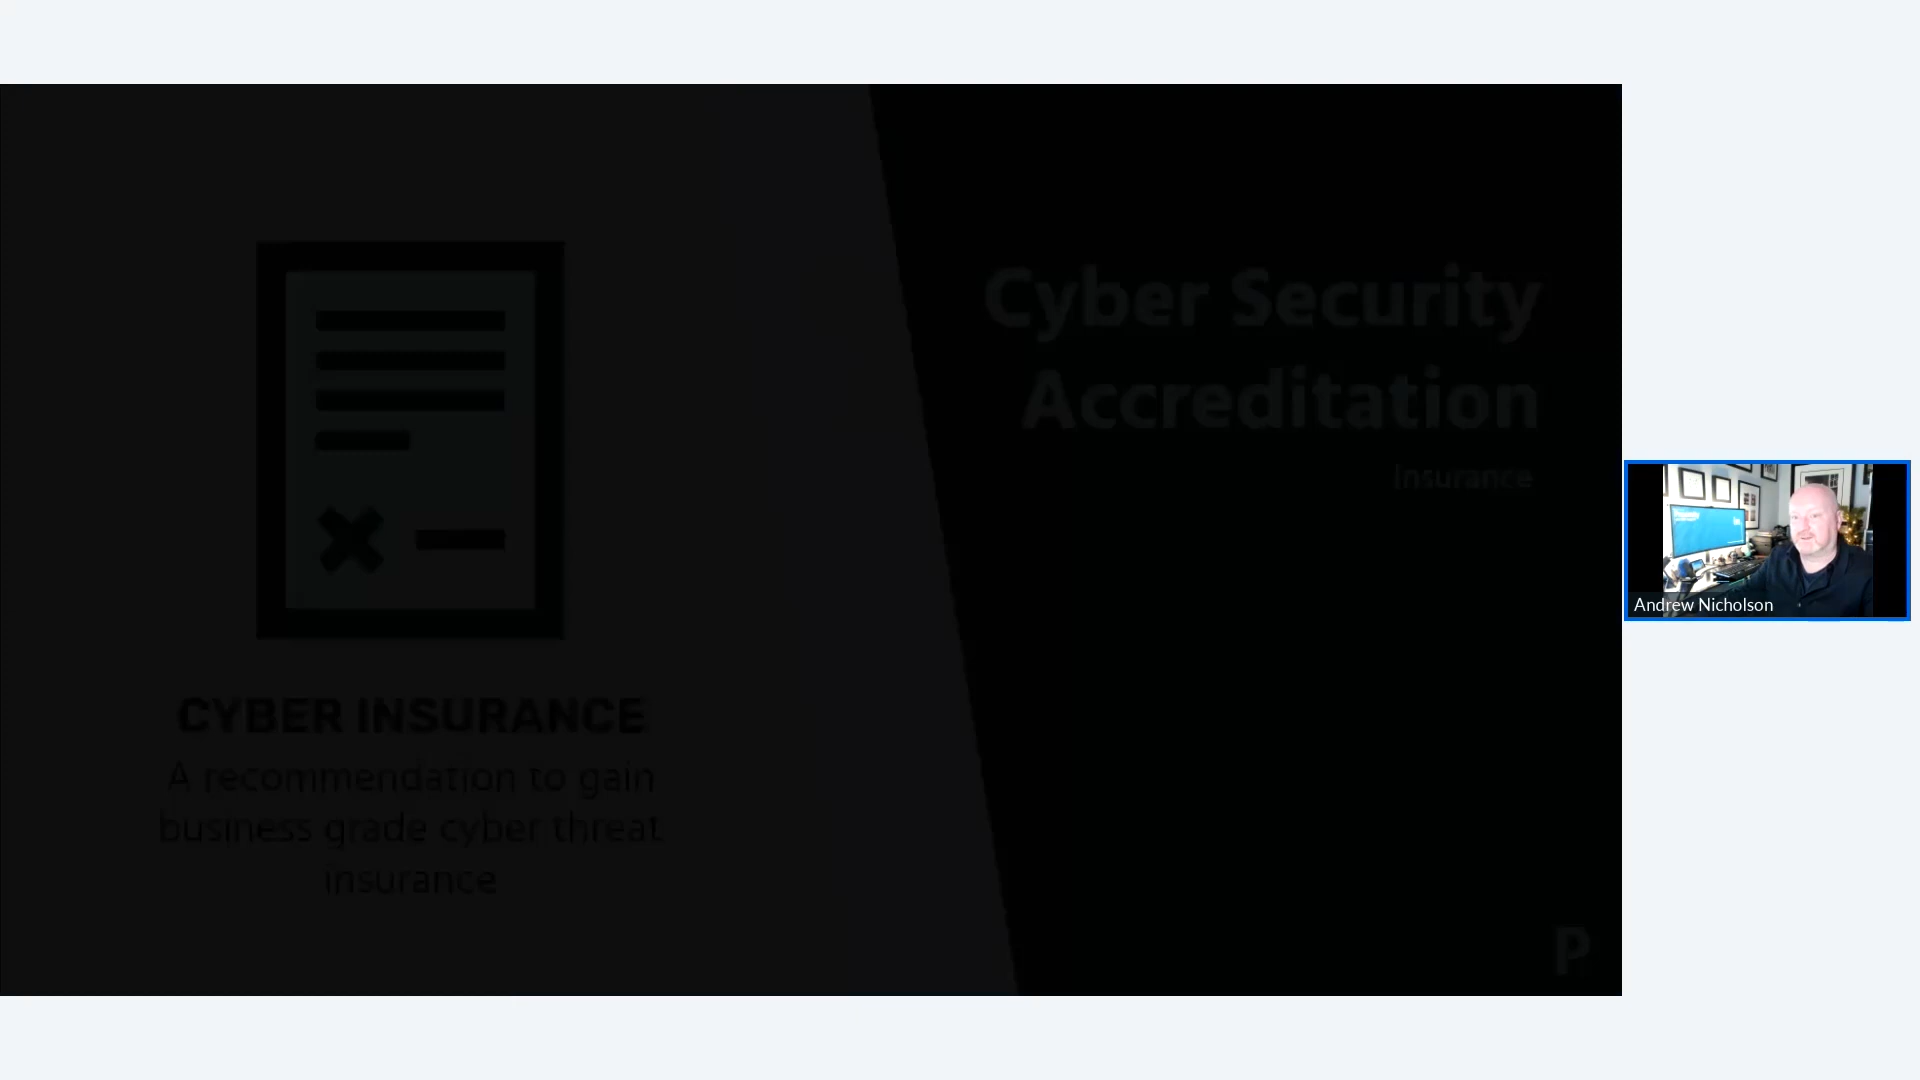 Cyber Security
Accreditation
Insurance
CYBER INSURANCE
A recommendation to gain
business grade cyber threat
insurance
P
Andrew Nicholson